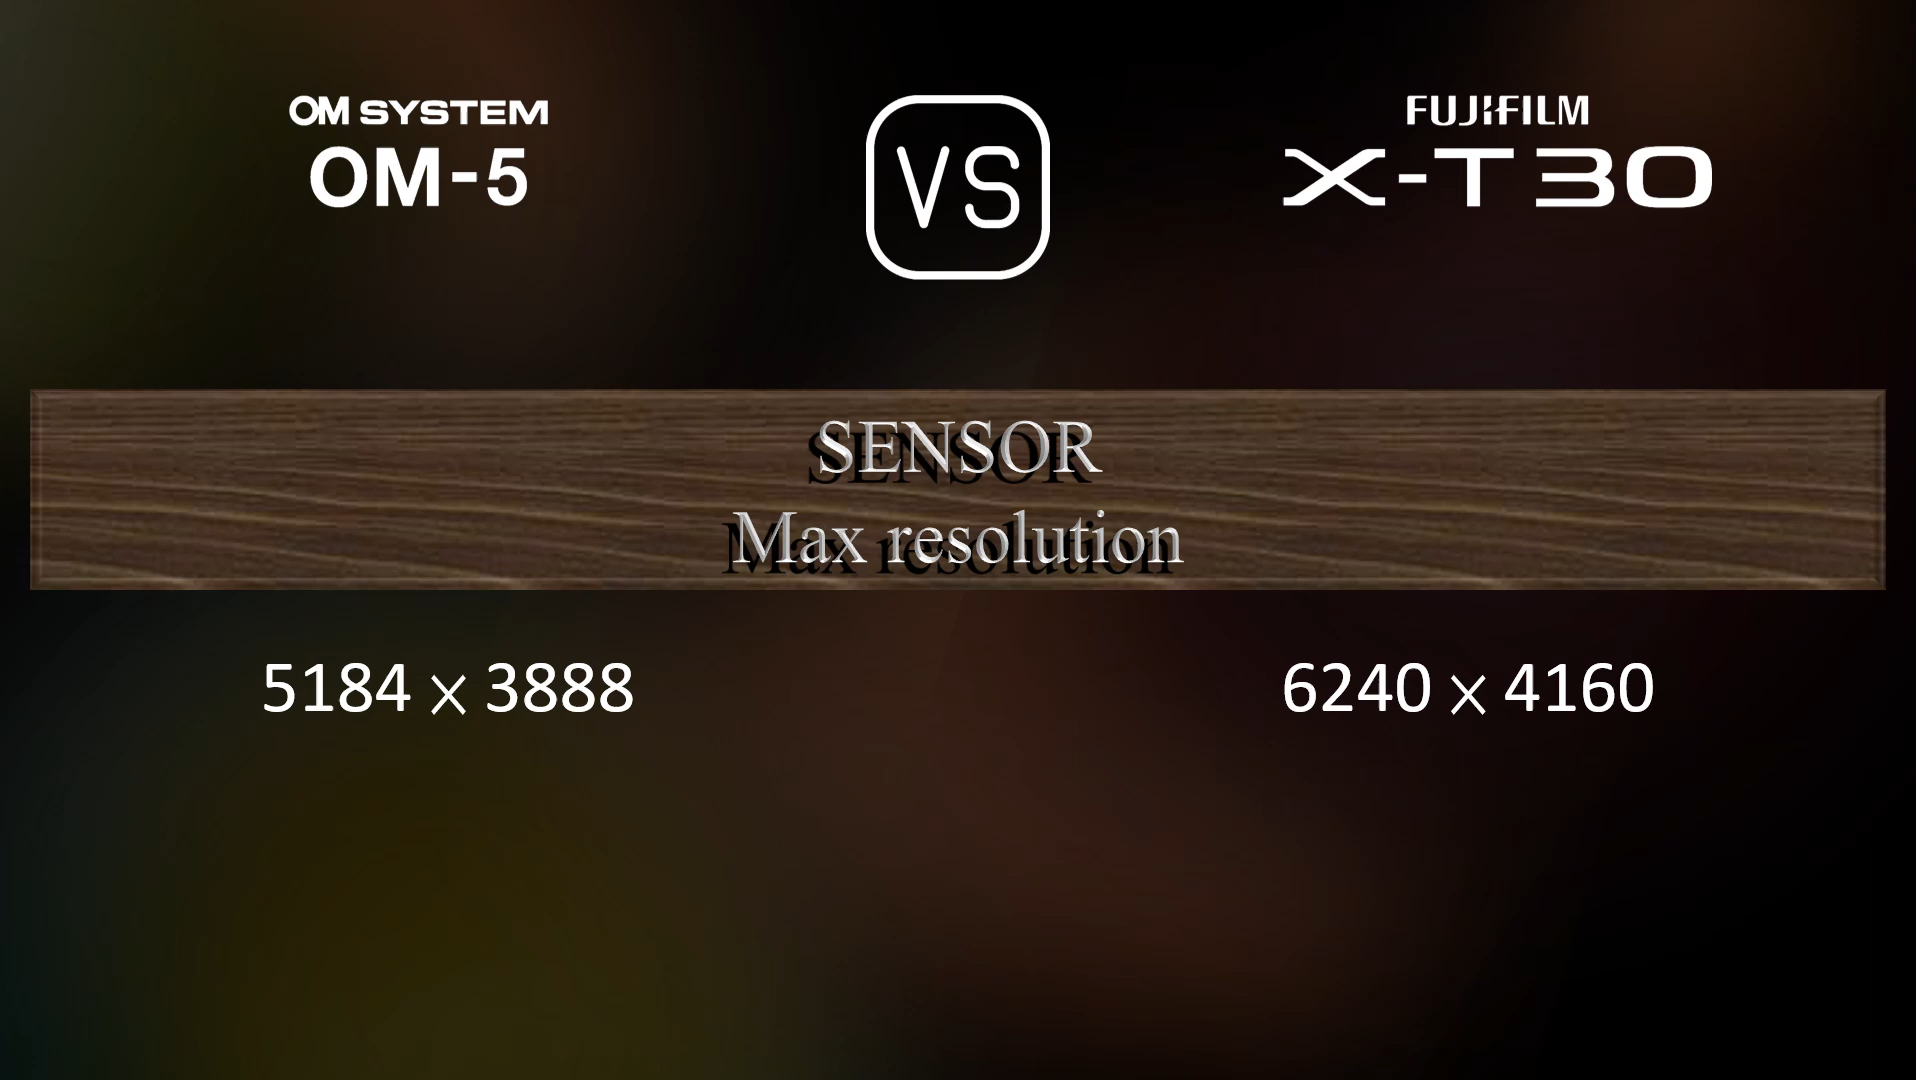 OM SYSTEM
OM-5
VS
FUJIFILM
X-T30
SENSOR
Max resolution
5184 x 3888
6240 x 4160